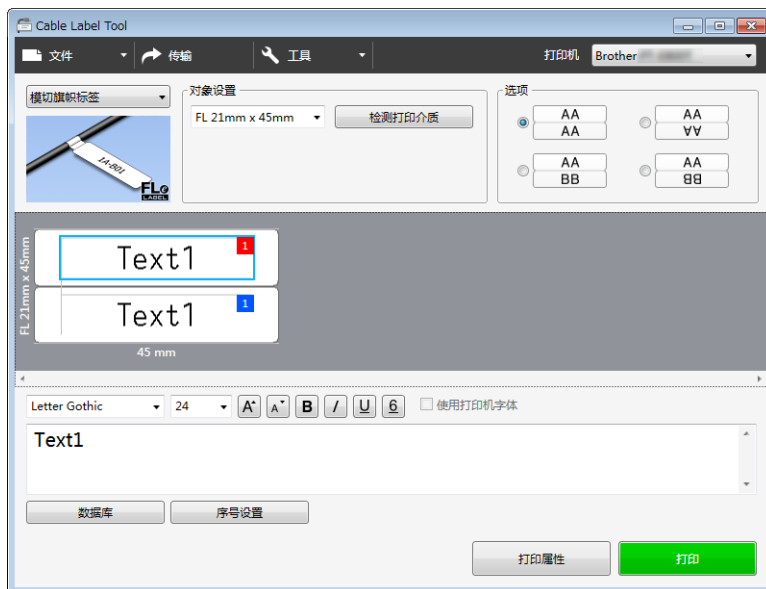 Cable Label Tool
文件 传输 工具 打印机 Brother
模切旗帜标签
对象设置
FL 21mm x 45mm 检测打印介质
选项
AA
AA
AA
AA
AA
BB
AA
BB
1A-B01
FLe
LABEL
FL 21mm x 45mm
Text1 1
Text1 1
45 mm
Letter Gothic 24 A A B I U 6 使用打印机字体
Text1
数据库 序号设置
打印属性 打印